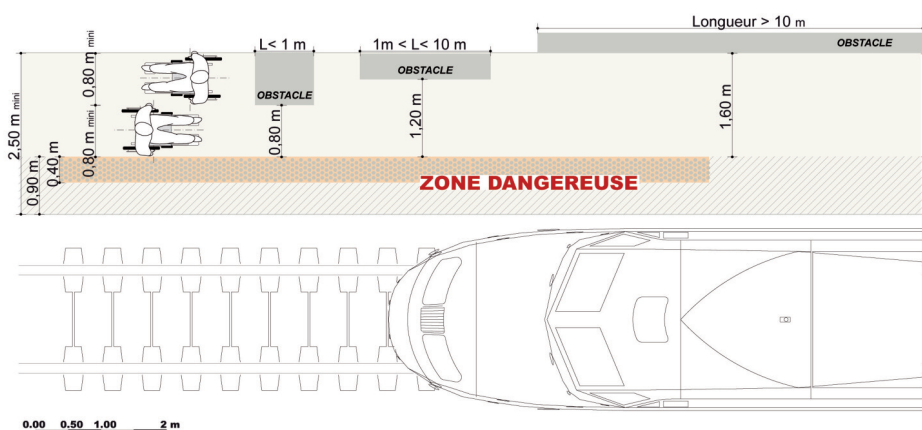 Longueur > 10 m
L< 1 m
1m < L< 10 m
OBSTACLE
OBSTACLE
OBSTACLE
2,50 m mini
0,80 m mini
0,80 m mini
0,90 m
0,40 m
0,80 m
1,20 m
1,60 m
ZONE DANGEREUSE
0.00 0.50 1.00 2 m